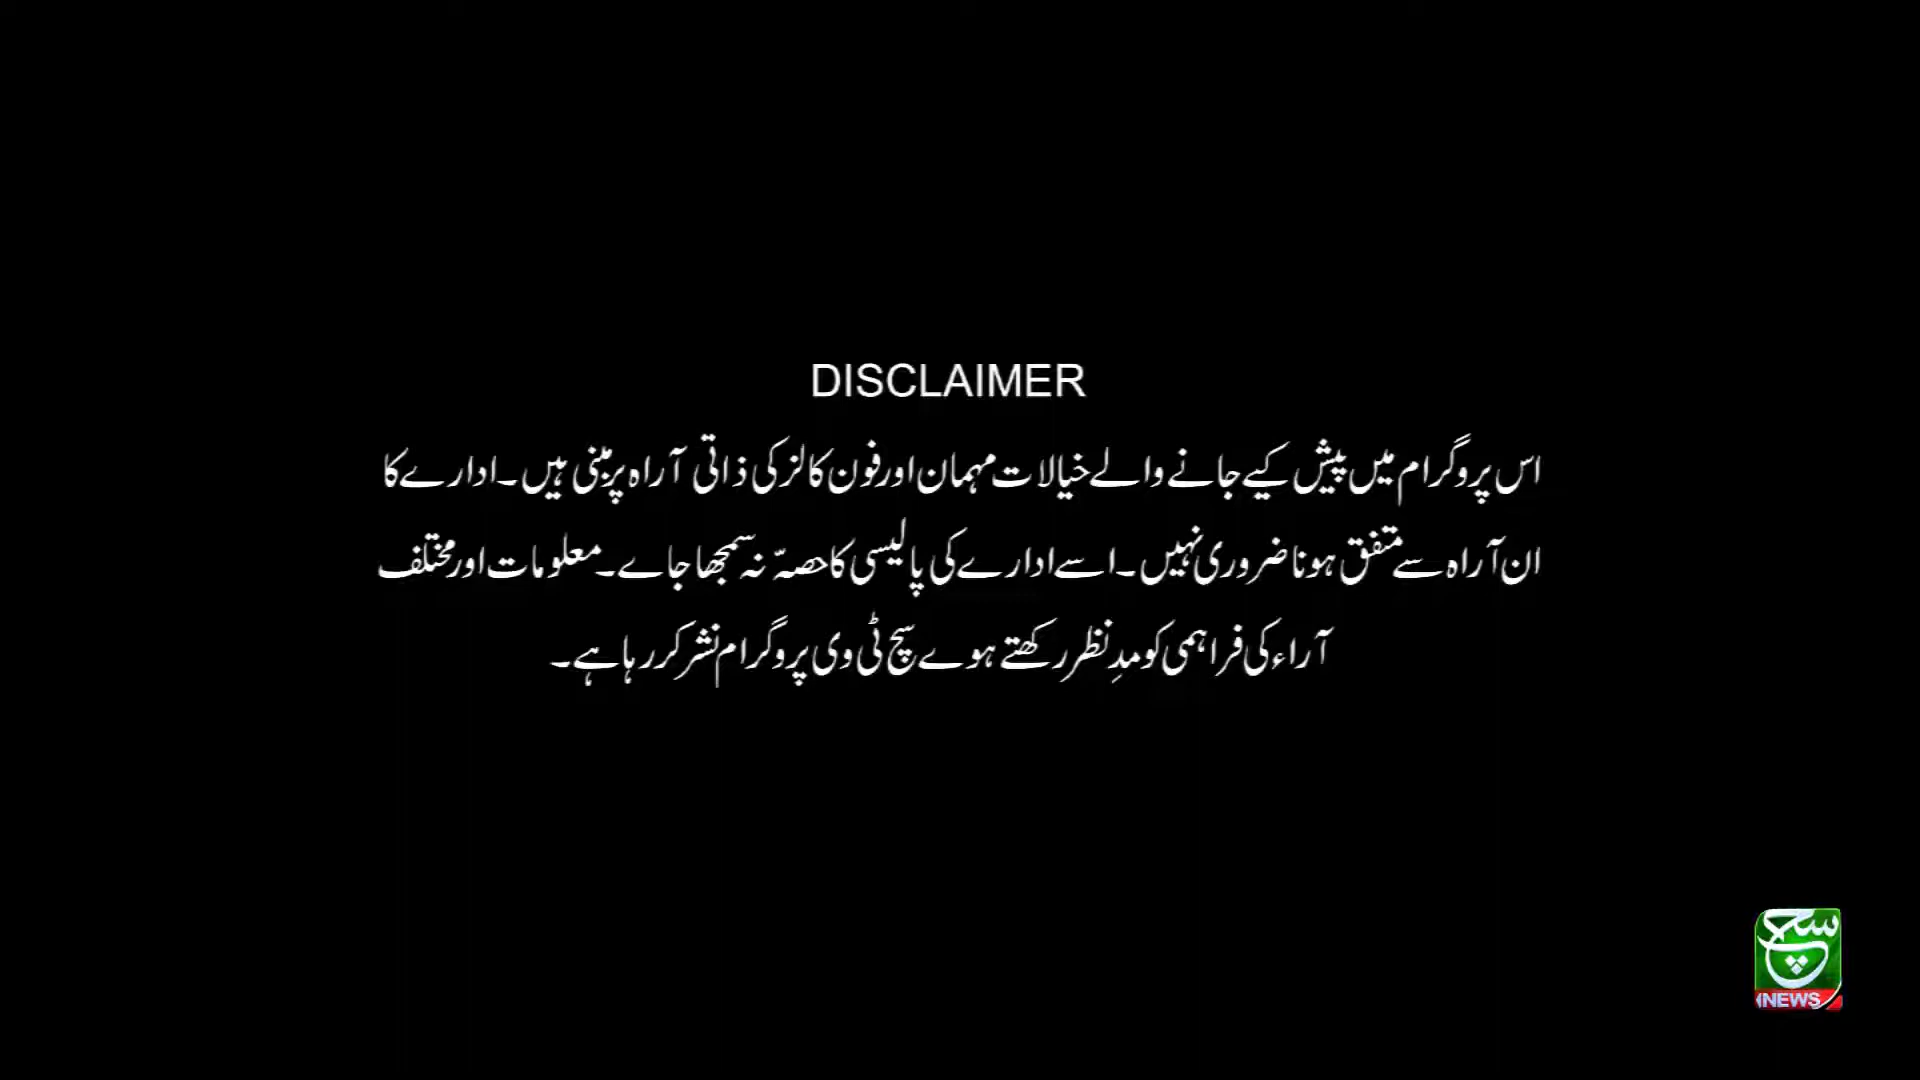 DISCLAIMER
اس پروگرام میں پیش کیے جانے والے خیالات مہمان اور فون کالز کی ذاتی آراہ پر مبنی ہیں۔ ادارے کا
ان آراہ سے متفق ہونا ضروری نہیں۔ اسے ادارے کی پالیسی کا حصہّ نہ سمجھا جاے۔ معلومات اور مختلف
آراء کی فراہمی کو مدِ نظر رکھتے ہوے سچ ٹی وی پروگرام نشر کر رہا ہے۔
سچ
NEWS